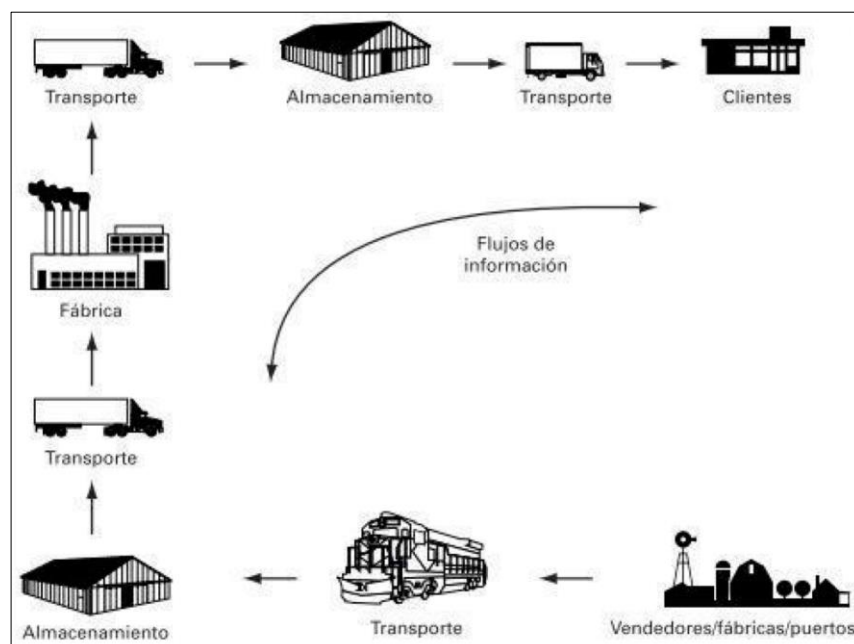 Transporte
Almacenamiento
Transporte
Clientes
Flujos de
información
Fábrica
Transporte
Almacenamiento
Transporte
Vendedores/fábricas/puertos